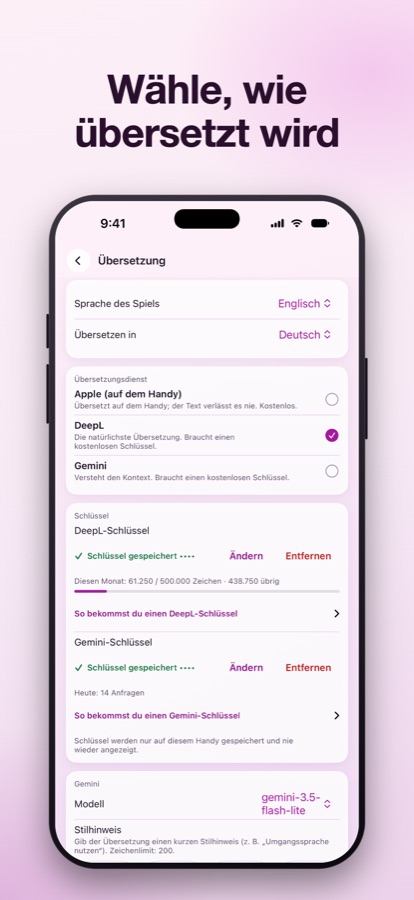 Wähle, wie
übersetzt wird
9:41
Übersetzung
Sprache des Spiels
Englisch
Übersetzen in
Deutsch
Übersetzungsdienst
Apple (auf dem Handy)
Übersetzt auf dem Handy; der Text verlässt es nie. Kostenlos.
DeepL
Die natürlichste Übersetzung. Braucht einen
kostenlosen Schlüssel.
Gemini
Versteht den Kontext. Braucht einen kostenlosen Schlüssel.
Schlüssel
DeepL-Schlüssel
Schlüssel gespeichert ····
Ändern
Entfernen
Diesen Monat: 61.250 / 500.000 Zeichen · 438.750 übrig
So bekommst du einen DeepL-Schlüssel
Gemini-Schlüssel
Schlüssel gespeichert ····
Ändern
Entfernen
Heute: 14 Anfragen
So bekommst du einen Gemini-Schlüssel
Schlüssel werden nur auf diesem Handy gespeichert und nie
wieder angezeigt.
Gemini
Modell
gemini-3.5-
flash-lite
Stilhinweis
Gib der Übersetzung einen kurzen Stilhinweis (z. B. „Umgangssprache
nutzen“). Zeichenlimit: 200.